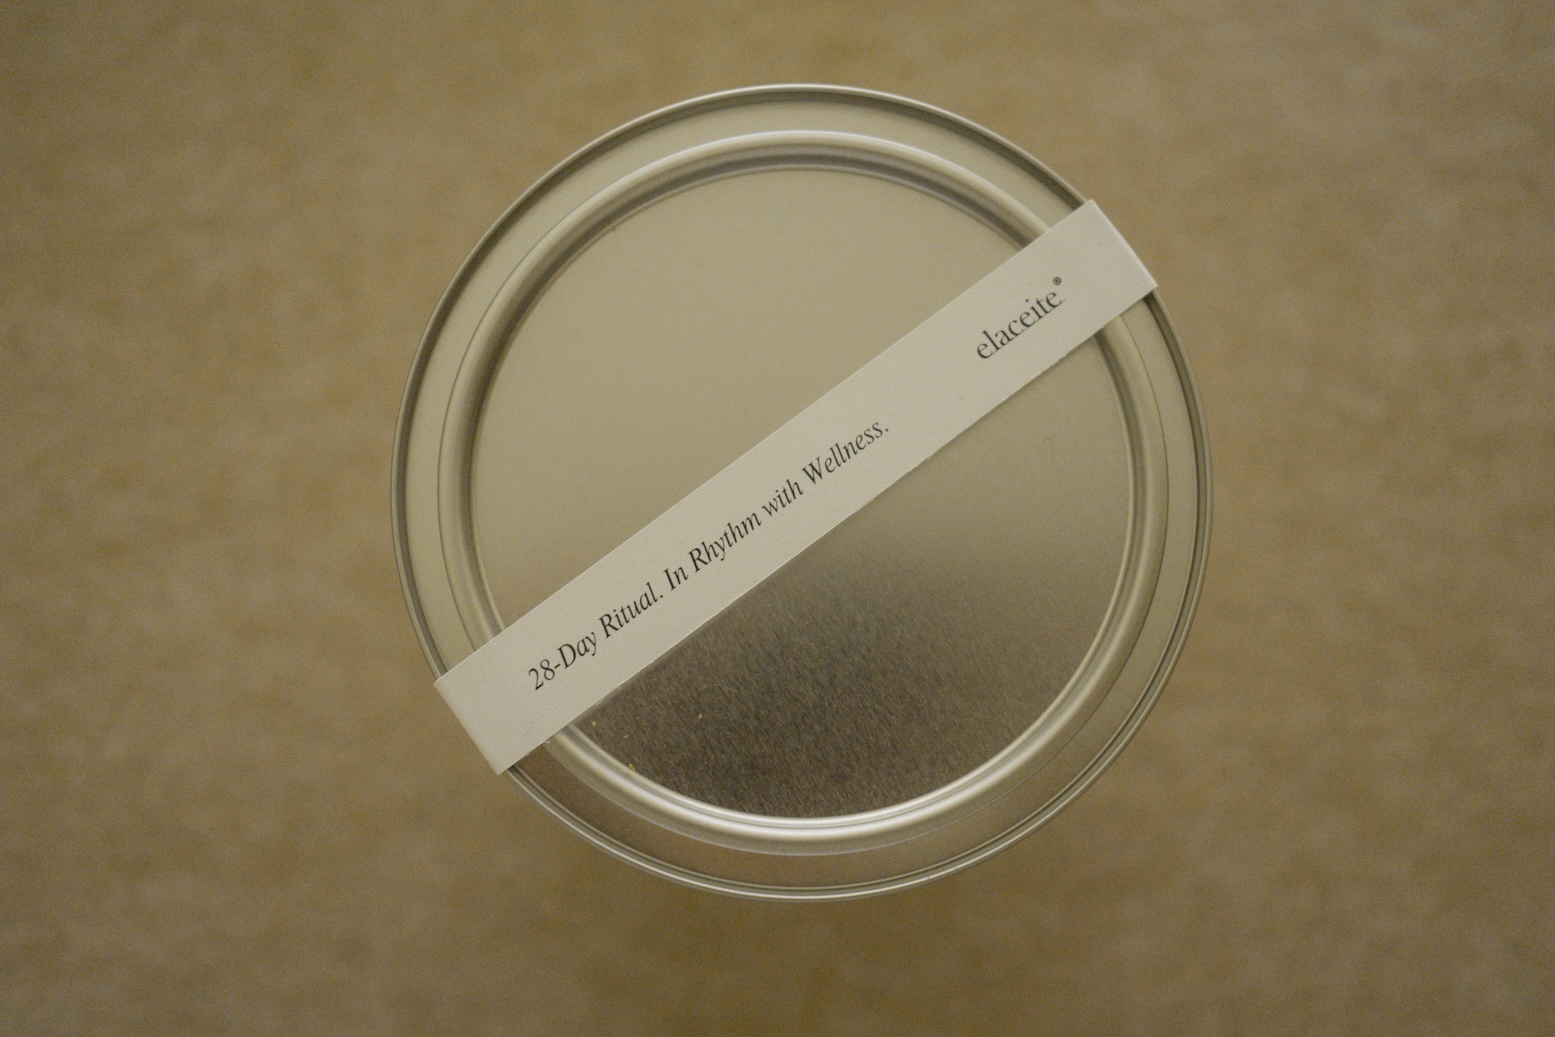 28-Day Ritual. In Rhythm with Wellness.
elaceite®